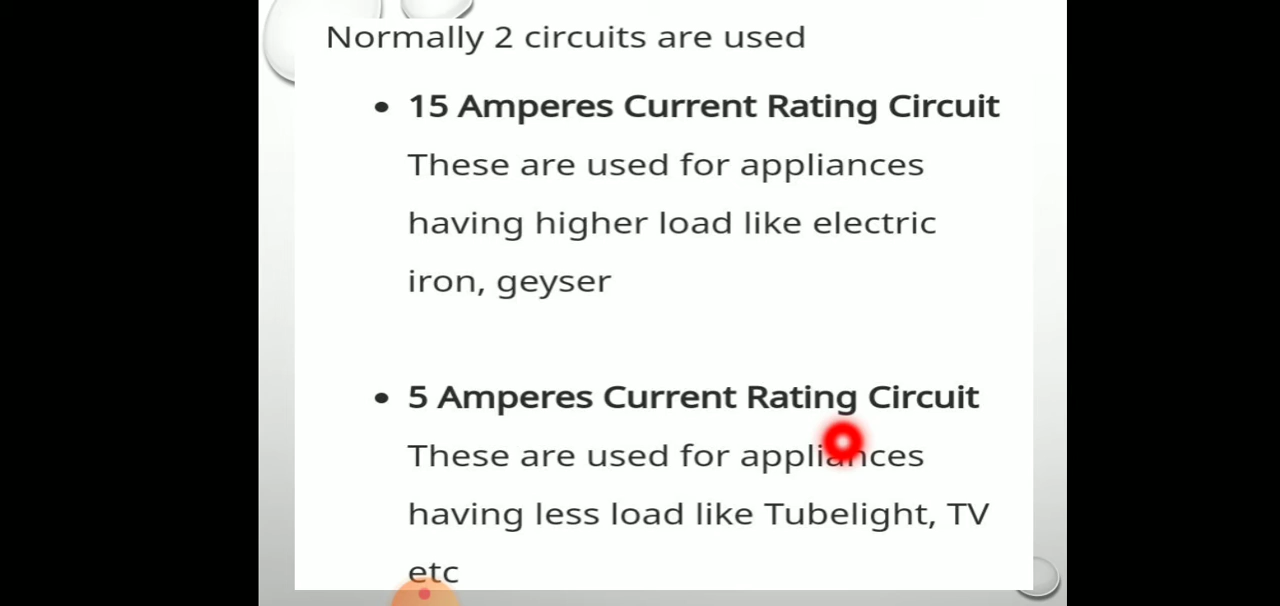 Normally 2 circuits are used
• 15 Amperes Current Rating Circuit
These are used for appliances
having higher load like electric
iron, geyser
• 5 Amperes Current Rating Circuit
These are used for appliances
having less load like Tubelight, TV
etc